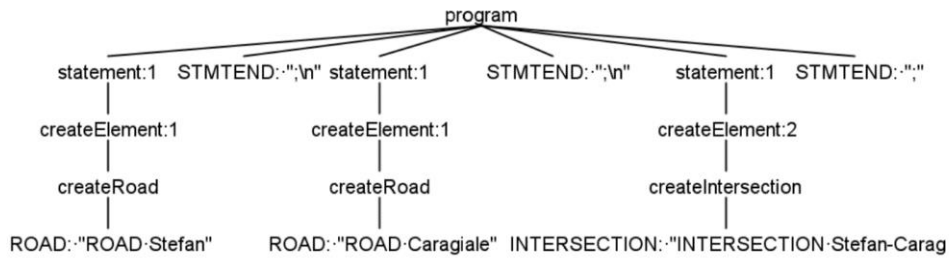 program
statement:1 STMTEND:·";\n" statement:1 STMTEND:·";\n" statement:1 STMTEND:·";"
createElement:1 createElement:1 createElement:2
createRoad createRoad createIntersection
ROAD:·"ROAD·Stefan" ROAD:·"ROAD·Caragiale" INTERSECTION:·"INTERSECTION·Stefan-Carag